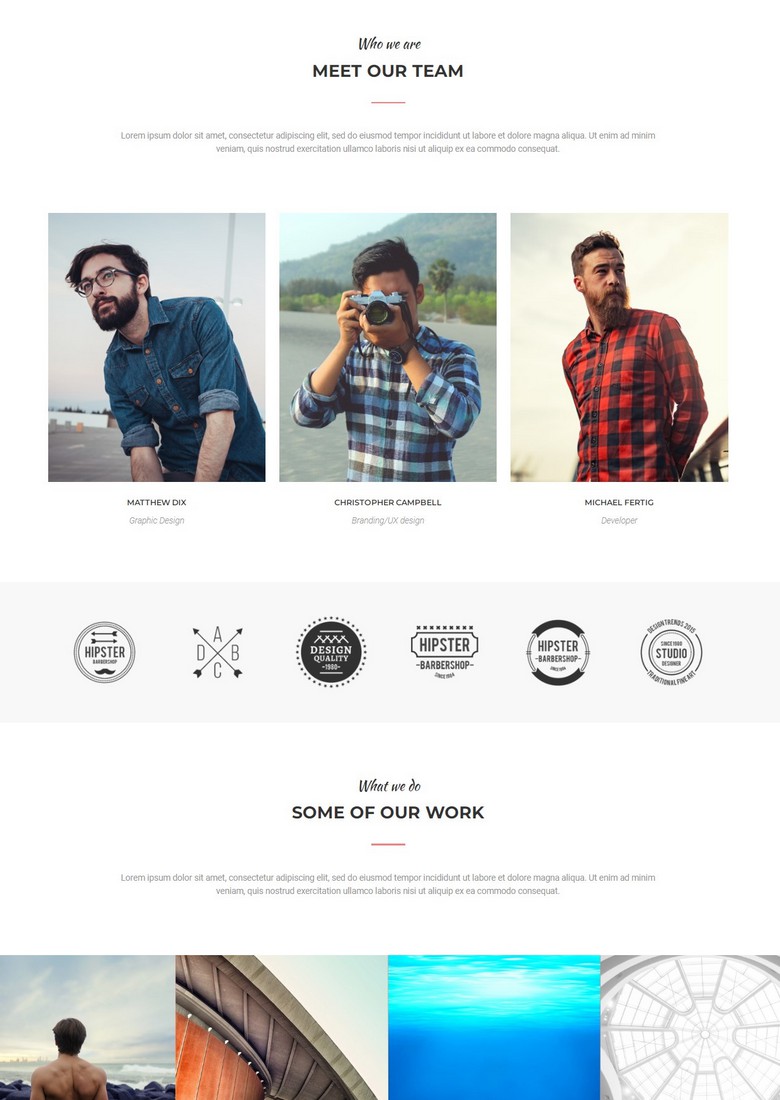 Who we are
MEET OUR TEAM
Lorem ipsum dolor sit amet, consectetur adipiscing elit, sed do eiusmod tempor incididunt ut labore et dolore magna aliqua. Ut enim ad minim
veniam, quis nostrud exercitation ullamco laboris nisi ut aliquip ex ea commodo consequat.
MATTHEW DIX
Graphic Design
CHRISTOPHER CAMPBELL
Branding/UX design
MICHAEL FERTIG
Developer
HIPSTER
BARBERSHOP
A
D B
C
DESIGN
QUALITY
-1980-
HIPSTER
-BARBERSHOP-
SINCE 1984
HIPSTER
-BARBERSHOP-
SINCE 1984
DESIGN TRENDS 2015
SINCE 1980
STUDIO
DESIGNER
TRADITIONAL FINE ART
What we do
SOME OF OUR WORK
Lorem ipsum dolor sit amet, consectetur adipiscing elit, sed do eiusmod tempor incididunt ut labore et dolore magna aliqua. Ut enim ad minim
veniam, quis nostrud exercitation ullamco laboris nisi ut aliquip ex ea commodo consequat.